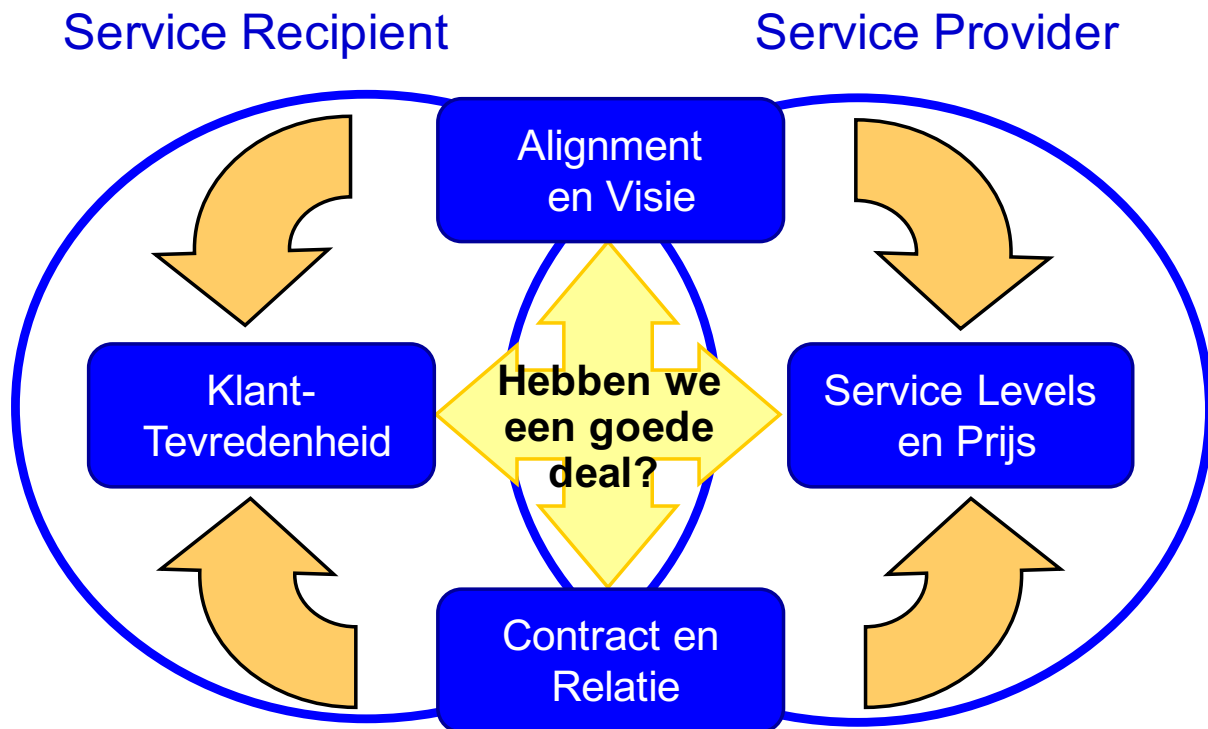 Service Recipient
Service Provider
Alignment
en Visie
Klant-
Tevredenheid
Hebben we
een goede
deal?
Service Levels
en Prijs
Contract en
Relatie